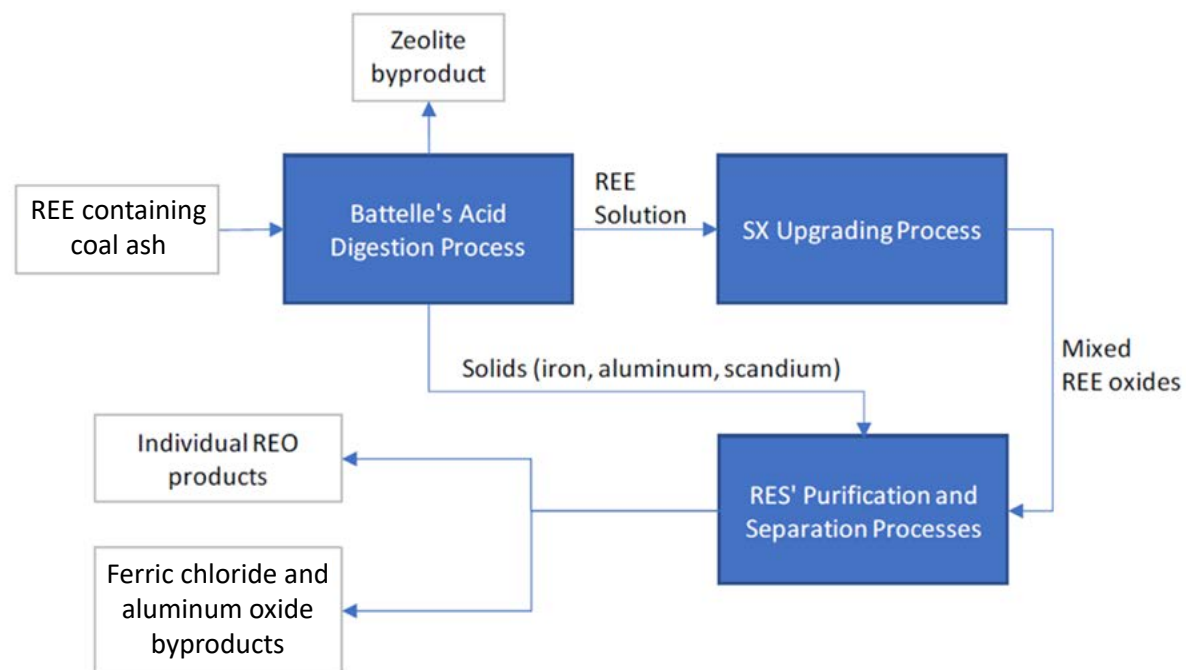 Zeolite
byproduct
REE containing
coal ash
Battelle's Acid
Digestion Process
REE
Solution
SX Upgrading Process
Solids (iron, aluminum, scandium)
Mixed
REE oxides
Individual REO
products
RES' Purification and
Separation Processes
Ferric chloride and
aluminum oxide
byproducts